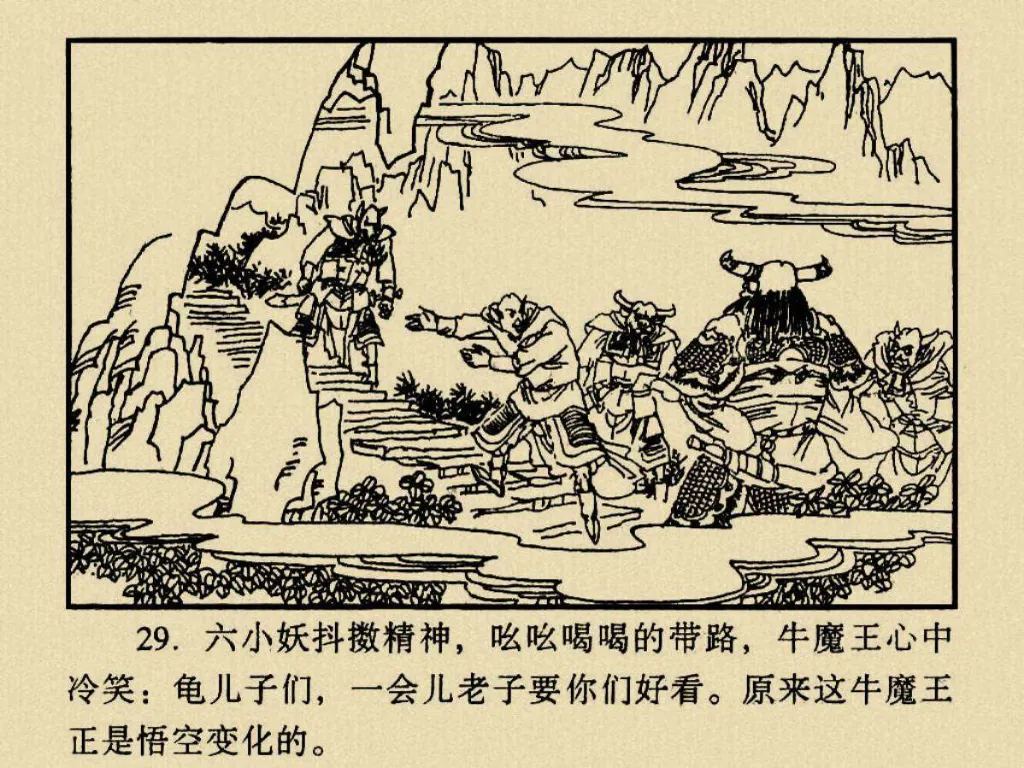 29. 六小妖抖擞精神，吆吆喝喝的带路，牛魔王心中
冷笑：龟儿子们，一会儿老子要你们好看。原来这牛魔王
正是悟空变化的。